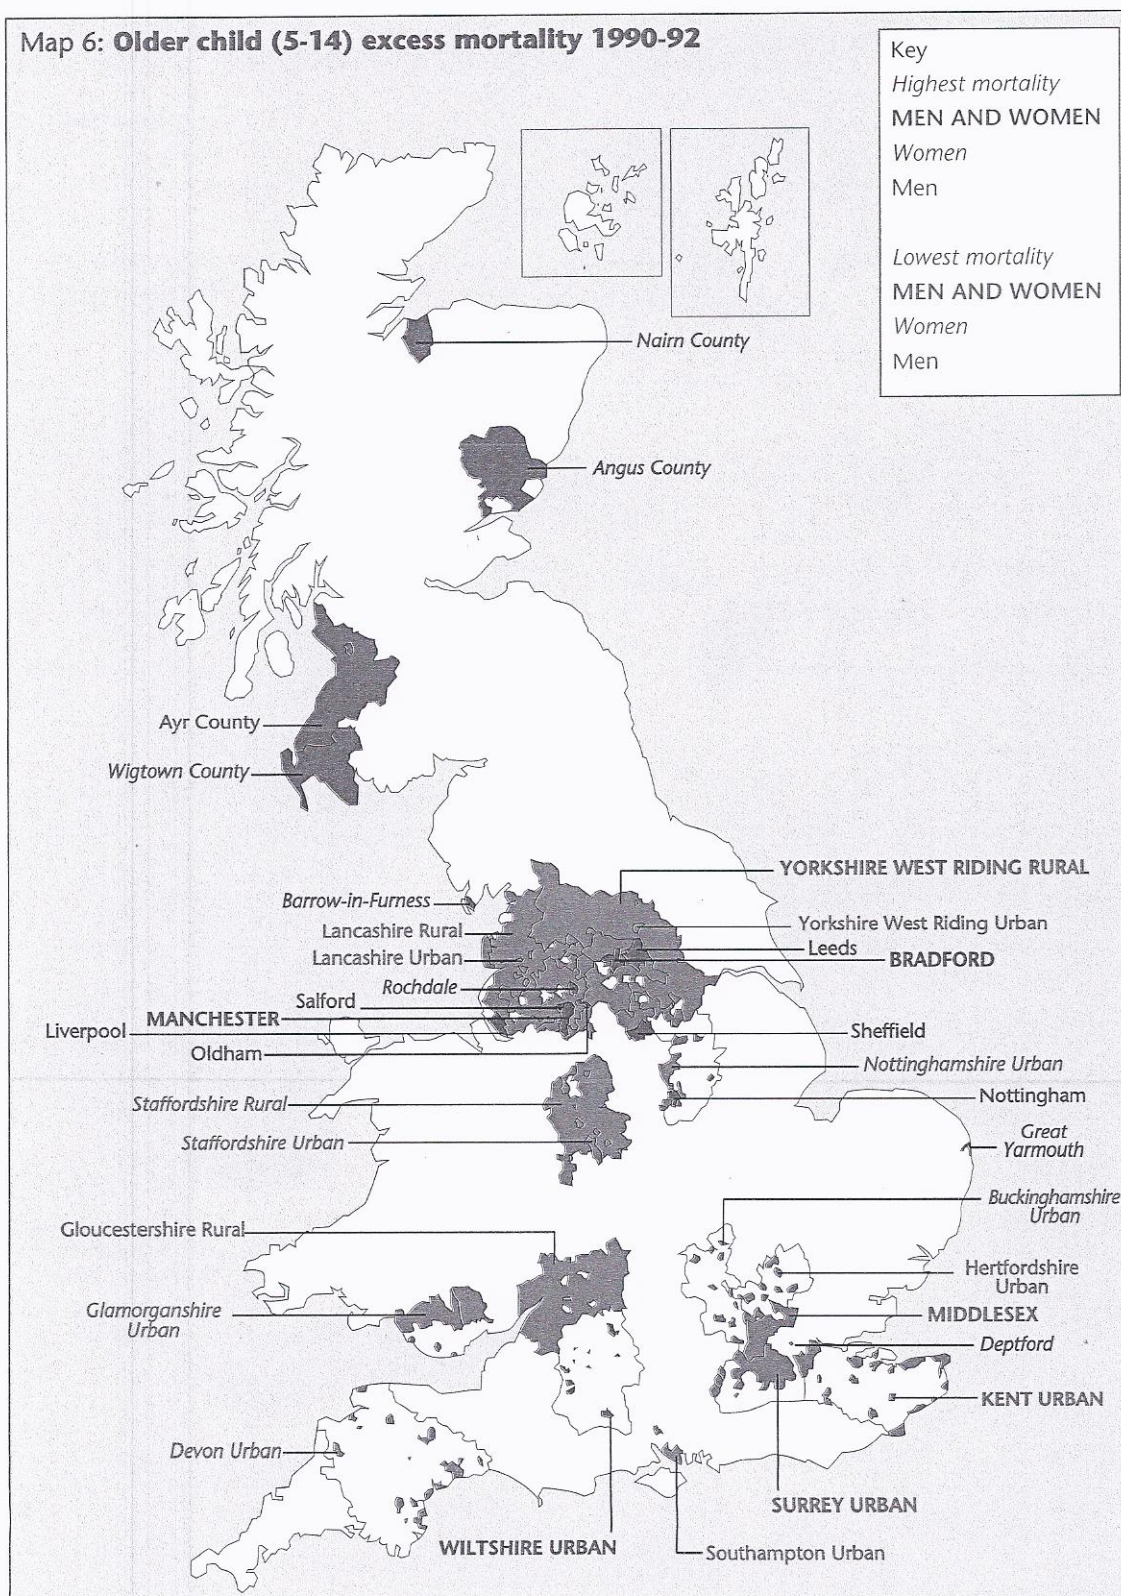 Map 6: Older child (5-14) excess mortality 1990-92
Key
Highest mortality
MEN AND WOMEN
Women
Men
Lowest mortality
MEN AND WOMEN
Women
Men
Nairn County
Angus County
Ayr County
Wigtown County
YORKSHIRE WEST RIDING RURAL
Barrow-in-Furness
Yorkshire West Riding Urban
Lancashire Rural
Leeds
Lancashire Urban
BRADFORD
Rochdale
Salford
MANCHESTER
Liverpool
Sheffield
Oldham
Nottinghamshire Urban
Staffordshire Rural
Nottingham
Staffordshire Urban
Great
Yarmouth
Buckinghamshire
Urban
Gloucestershire Rural
Hertfordshire
Urban
Glamorganshire
Urban
MIDDLESEX
Deptford
KENT URBAN
Devon Urban
SURREY URBAN
WILTSHIRE URBAN
Southampton Urban